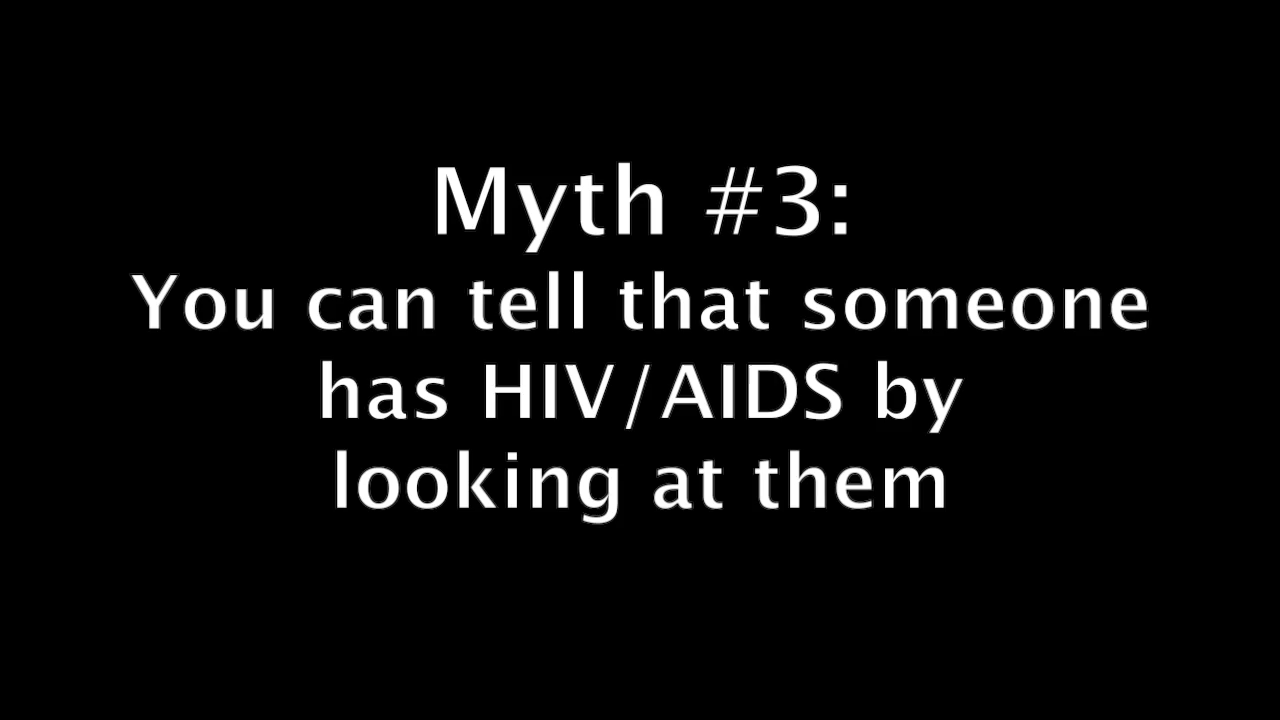 Myth #3:
You can tell that someone
has HIV/AIDS by
looking at them